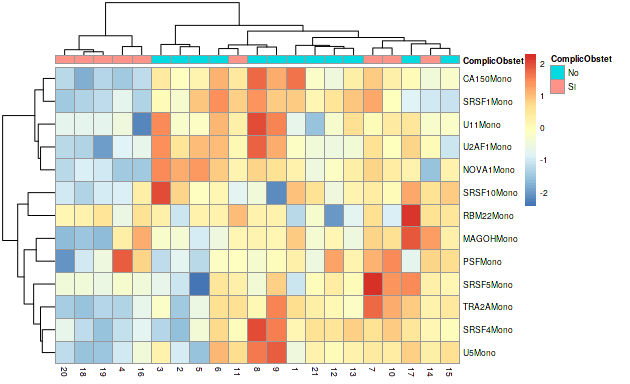 ComplicObstet
CA150Mono
SRSF1Mono
U11Mono
U2AF1Mono
NOVA1Mono
SRSF10Mono
RBM22Mono
MAGOHMono
PSFMono
SRSF5Mono
TRA2AMono
SRSF4Mono
U5Mono
20 18 19 4 16 3 2 5 6 11 8 9 1 21 12 13 7 10 17 14 15
2
1
0
-1
-2
ComplicObstet
No
SI